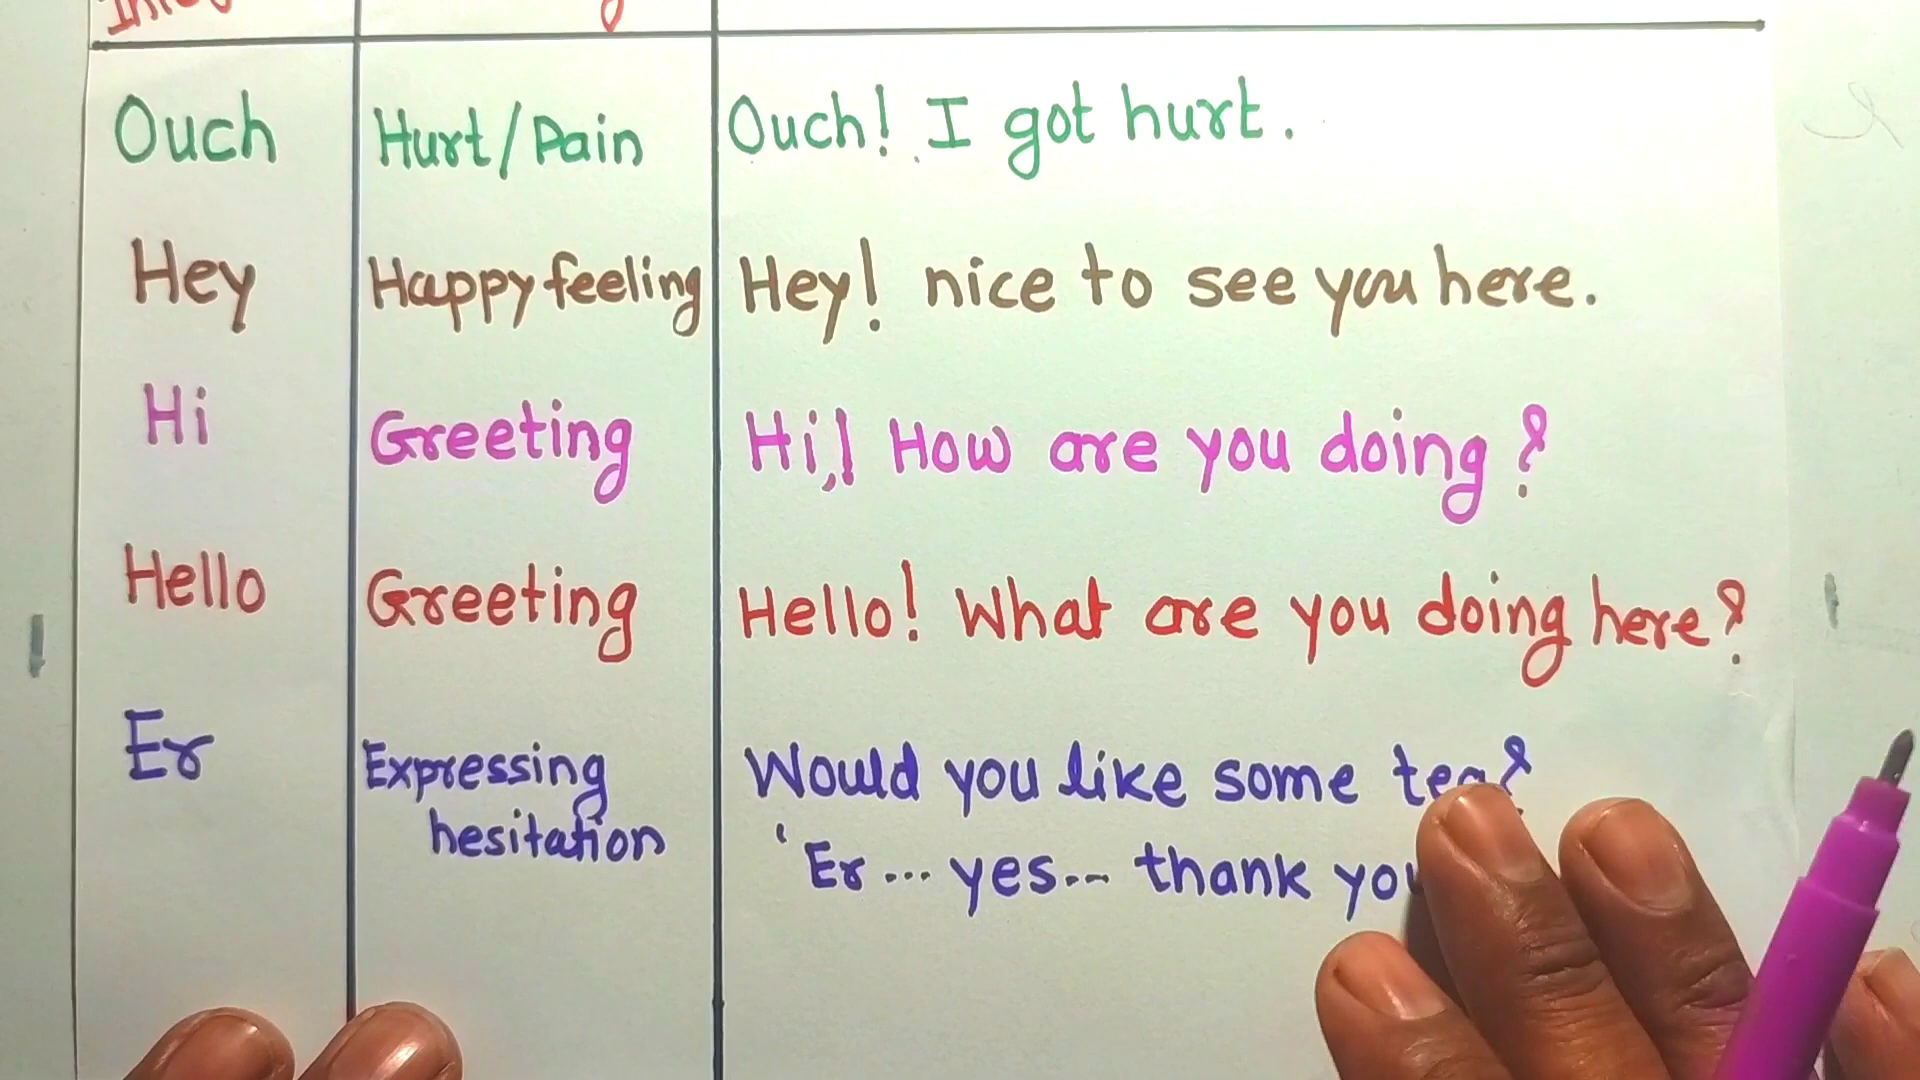 Ouch Hurt/Pain Ouch! I got hurt.
Hey Happy feeling Hey! nice to see you here.
Hi Greeting Hi,! How are you doing?
Hello Greeting Hello! What are you doing here?
Er Expressing Would you like some tea?
hesitation 'Er... yes... thank you